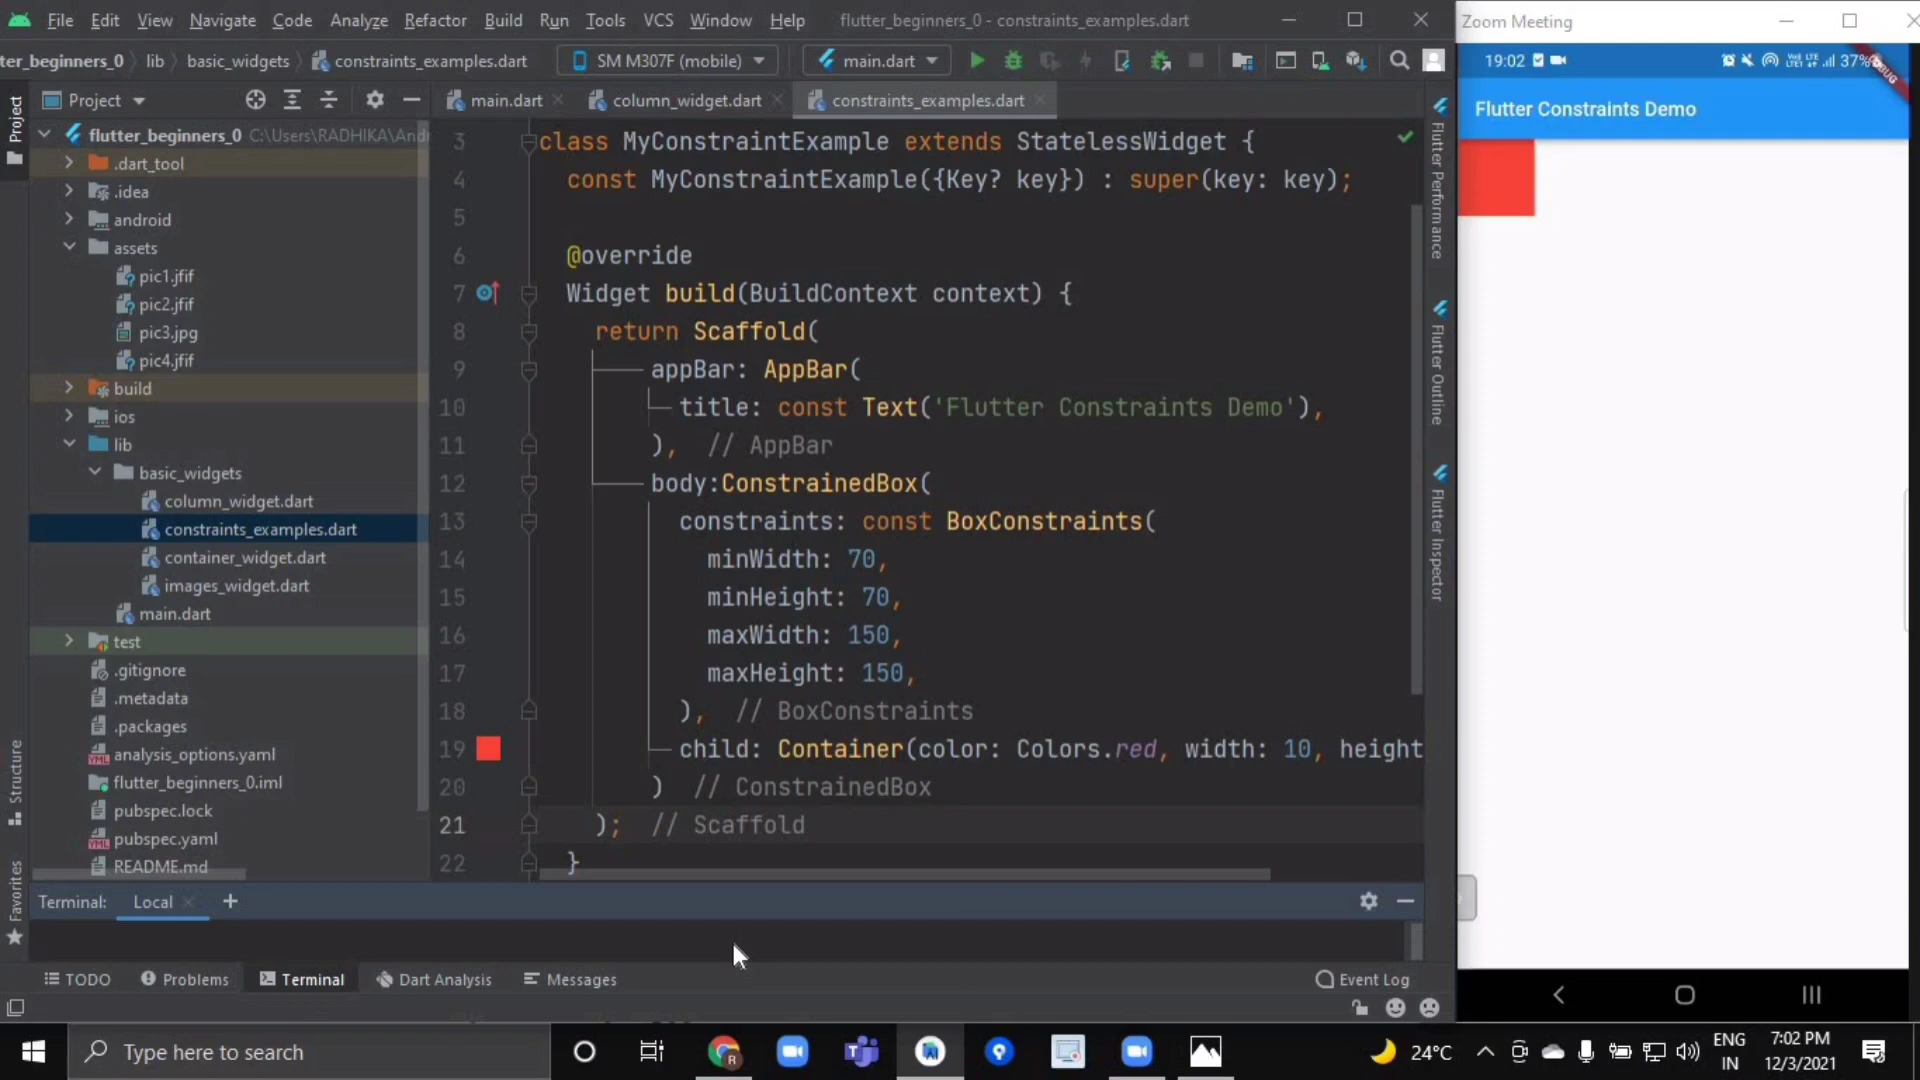 File Edit View Navigate Code Analyze Refactor Build Run Tools VCS Window Help flutter_beginners_0 - constraints_examples.dart
ter_beginners_0 lib basic_widgets constraints_examples.dart SM M307F (mobile) main.dart
Project main.dart column_widget.dart constraints_examples.dart
Project
Structure
Favorites
flutter_beginners_0 C:\Users\RADHIKA\And
.dart_tool
.idea
android
assets
pic1.jfif
pic2.jfif
pic3.jpg
pic4.jfif
build
ios
lib
basic_widgets
column_widget.dart
constraints_examples.dart
container_widget.dart
images_widget.dart
main.dart
test
.gitignore
.metadata
.packages
analysis_options.yaml
flutter_beginners_0.iml
pubspec.lock
pubspec.yaml
README.md
3 class MyConstraintExample extends StatelessWidget {
4 const MyConstraintExample({Key? key}) : super(key: key);
5
6 @override
7 Widget build(BuildContext context) {
8 return Scaffold(
9 appBar: AppBar(
10 title: const Text('Flutter Constraints Demo'),
11 ), // AppBar
12 body:ConstrainedBox(
13 constraints: const BoxConstraints(
14 minWidth: 70,
15 minHeight: 70,
16 maxWidth: 150,
17 maxHeight: 150,
18 ), // BoxConstraints
19 child: Container(color: Colors.red, width: 10, height
20 ) // ConstrainedBox
21 ); // Scaffold
22 }
Flutter Performance
Flutter Outline
Flutter Inspector
Zoom Meeting
19:02 37%
Flutter Constraints Demo
Terminal: Local
TODO Problems Terminal Dart Analysis Messages Event Log
Type here to search
24°C
ENG
IN
7:02 PM
12/3/2021